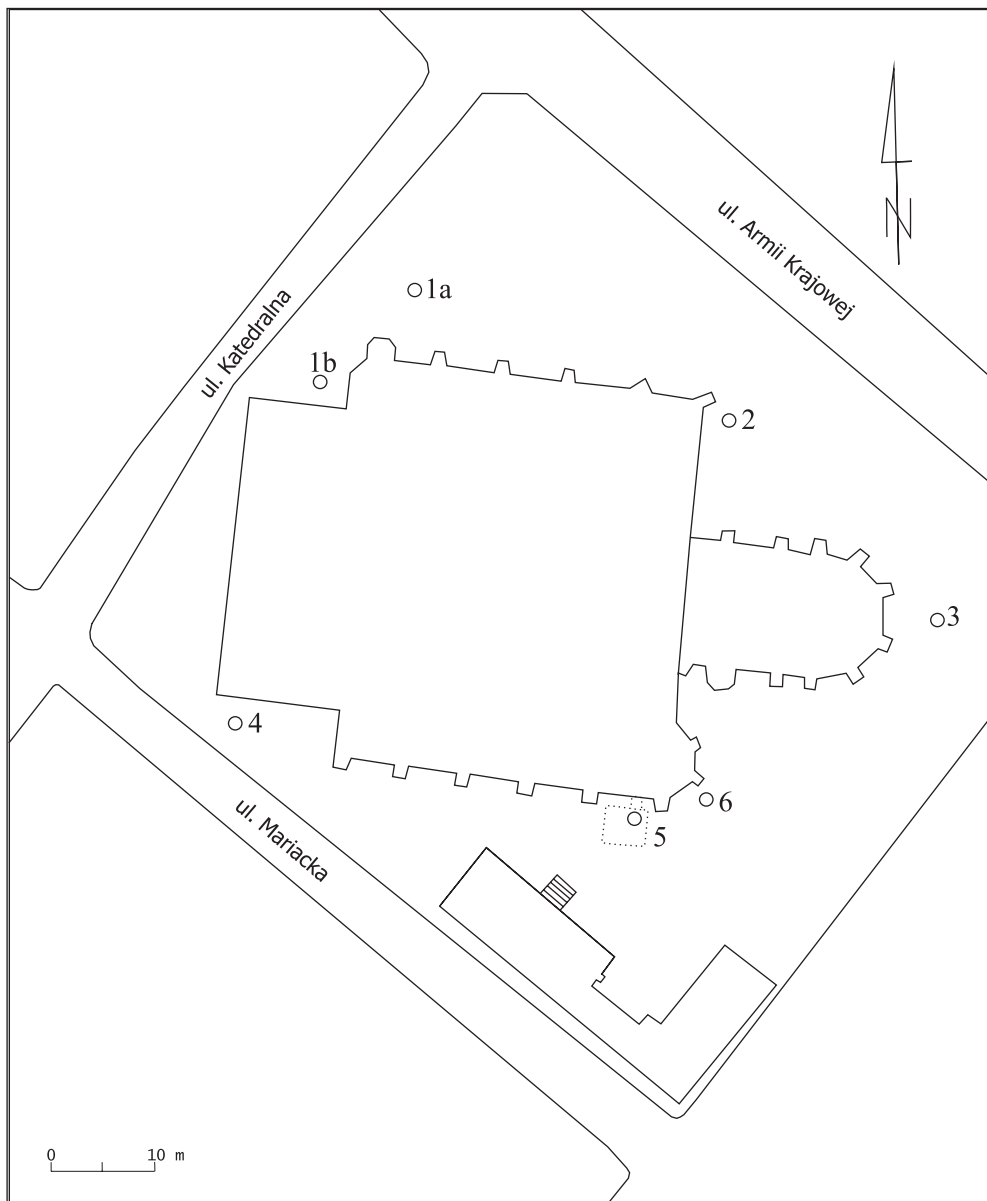 ul. Katedralna
ul. Armii Krajowej
N
1a
1b
2
3
4
6
5
ul. Mariacka
0 10 m